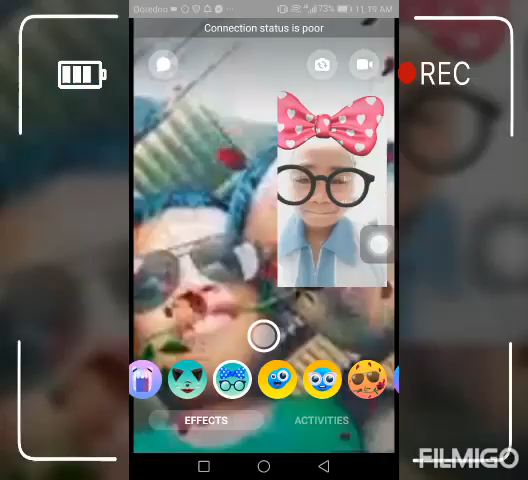 Ooredoo
73%
11:19 AM
Connection status is poor
REC
EFFECTS
ACTIVITIES
FILMIGO